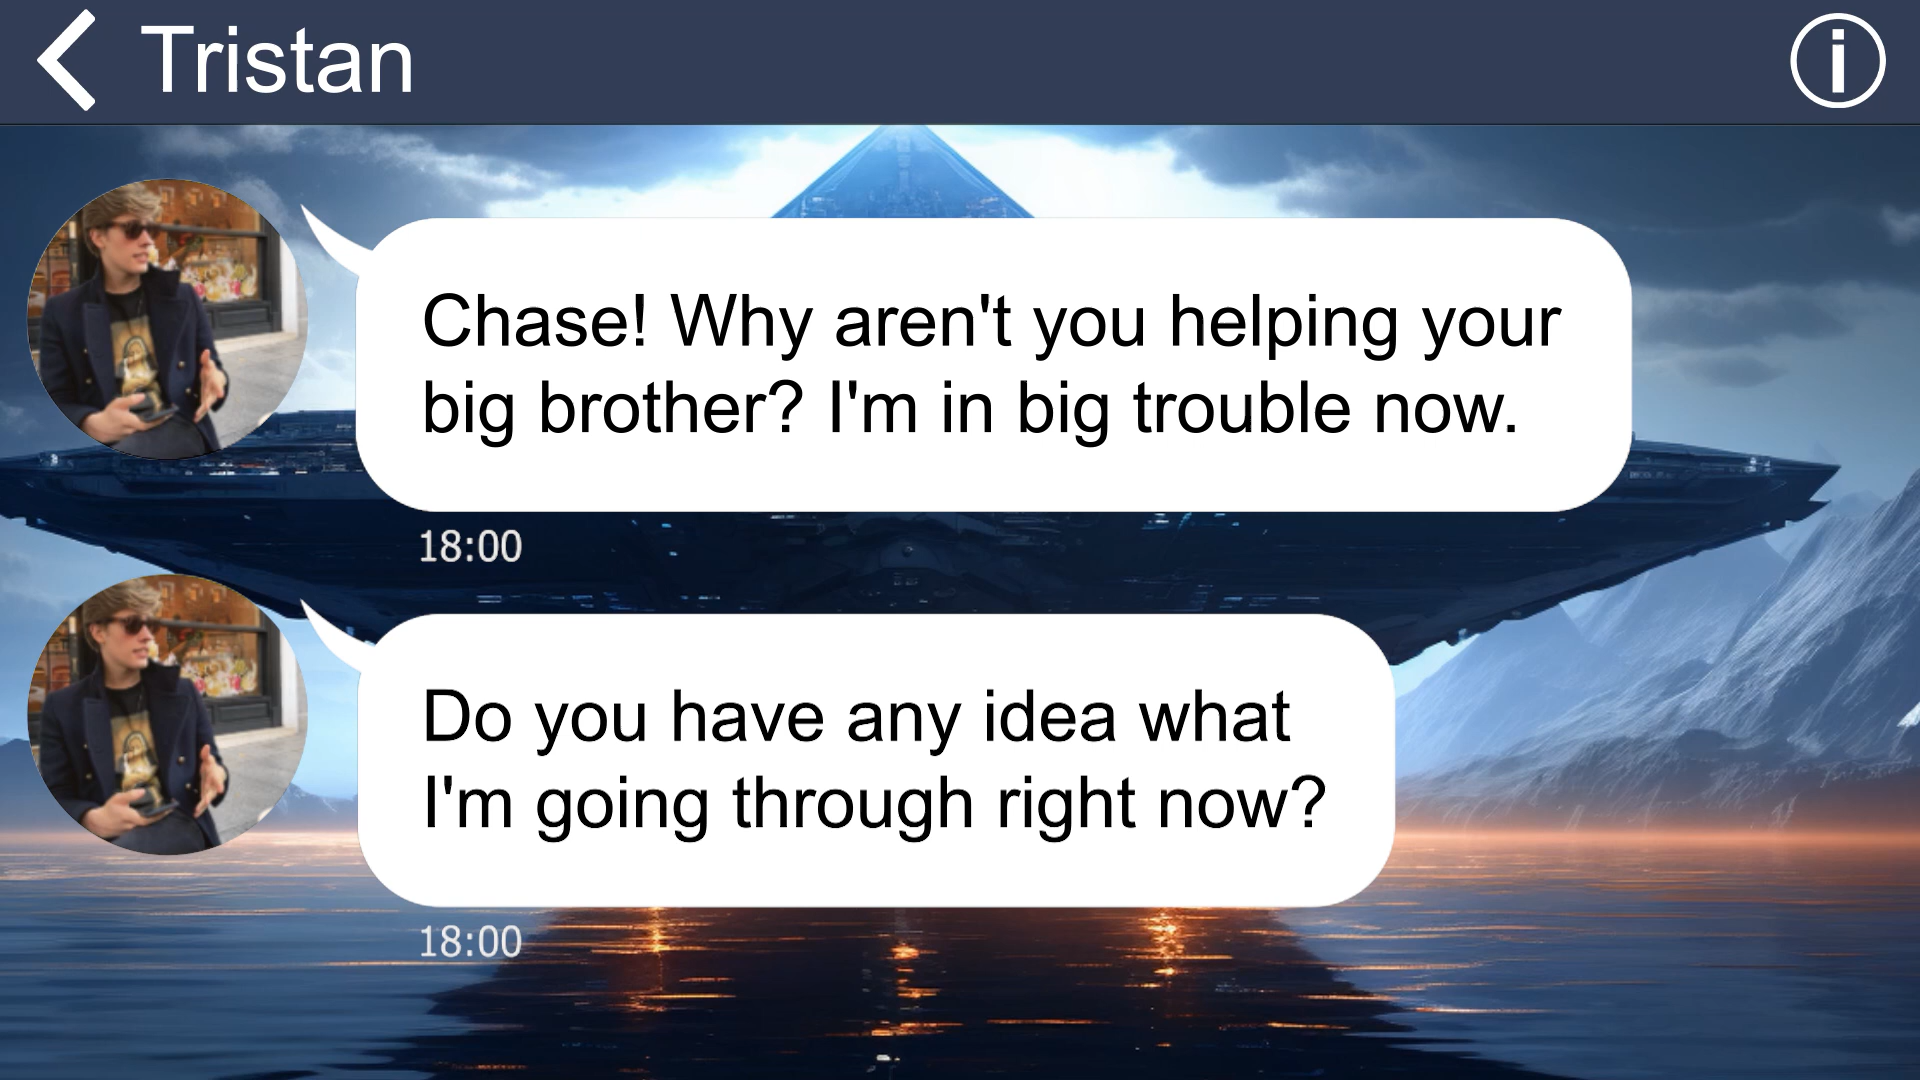 Tristan
Chase! Why aren't you helping your
big brother? I'm in big trouble now.
18:00
Do you have any idea what
I'm going through right now?
18:00